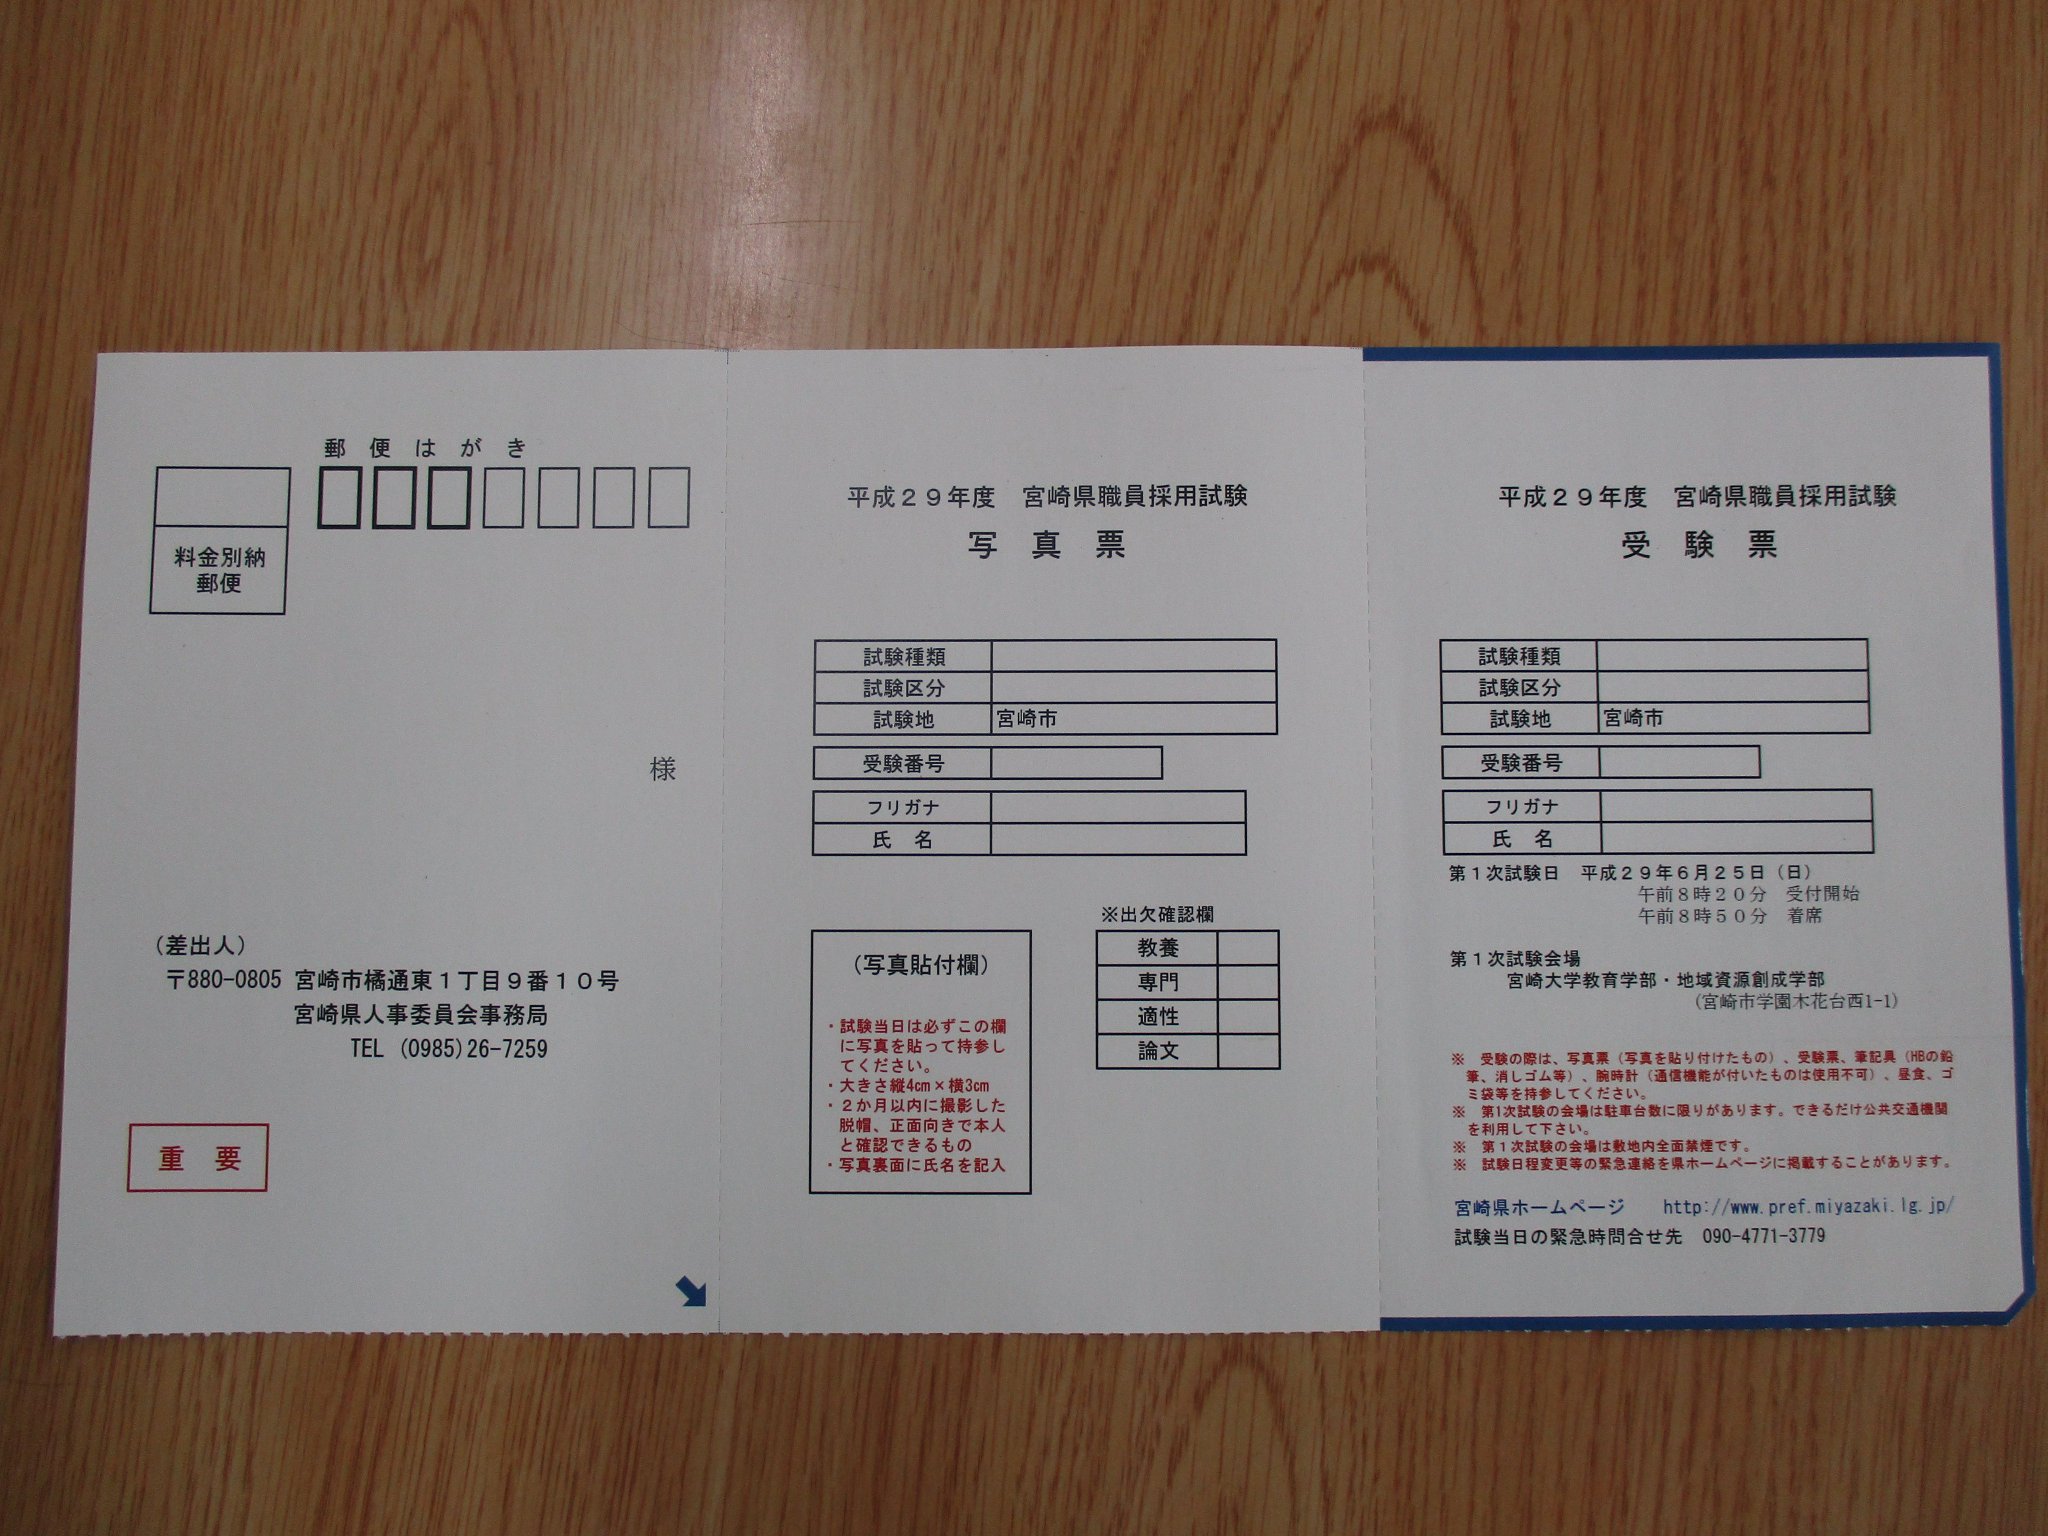 郵便はがき
料金別納
郵便
様
(差出人)
〒880-0805 宮崎市橘通東1丁目9番10号
宮崎県人事委員会事務局
TEL (0985)26-7259
重 要
平成29年度 宮崎県職員採用試験
写 真 票
試験種類
試験区分
試験地 宮崎市
受験番号
フリガナ
氏 名
(写真貼付欄)
・試験当日は必ずこの欄
に写真を貼って持参し
てください。
・大きさ縦4cm×横3cm
・2か月以内に撮影した
脱帽、正面向きで本人
と確認できるもの
・写真裏面に氏名を記入
※出欠確認欄
教養
専門
適性
論文
平成29年度 宮崎県職員採用試験
受 験 票
試験種類
試験区分
試験地 宮崎市
受験番号
フリガナ
氏 名
第1次試験日 平成29年6月25日(日)
午前8時20分 受付開始
午前8時50分 着席
第1次試験会場
宮崎大学教育学部・地域資源創成学部
(宮崎市学園木花台西1-1)
※ 受験の際は、写真票(写真を貼り付けたもの)、受験票、筆記具(HBの鉛
筆、消しゴム等)、腕時計(通信機能が付いたものは使用不可)、昼食、ゴ
ミ袋等を持参してください。
※ 第1次試験の会場は駐車台数に限りがあります。できるだけ公共交通機関
を利用して下さい。
※ 第1次試験の会場は敷地内全面禁煙です。
※ 試験日程変更等の緊急連絡を県ホームページに掲載することがあります。
宮崎県ホームページ http://www.pref.miyazaki.lg.jp/
試験当日の緊急時問合せ先 090-4771-3779